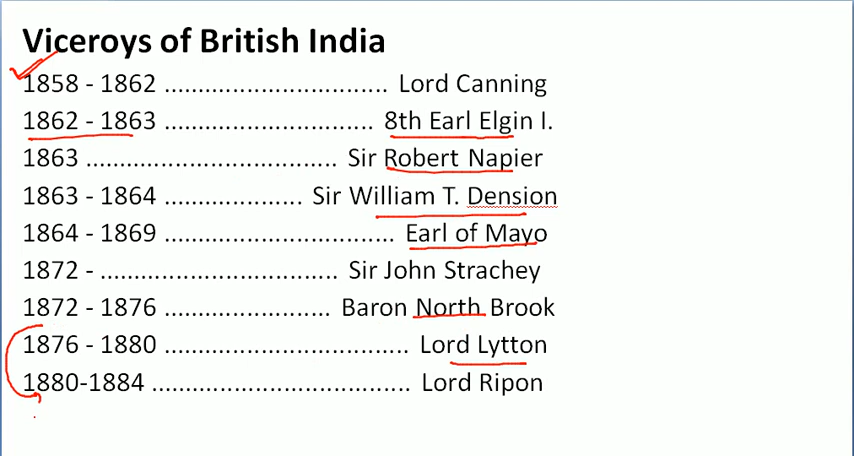 Viceroys of British India
1858 - 1862 ................................. Lord Canning
1862 - 1863 ............................... 8th Earl Elgin I.
1863 ..................................... Sir Robert Napier
1863 - 1864 .................... Sir William T. Dension
1864 - 1869 .................................. Earl of Mayo
1872 - ................................... Sir John Strachey
1872 - 1876 ........................ Baron North Brook
1876 - 1880 .................................... Lord Lytton
1880-1884 ...................................... Lord Ripon